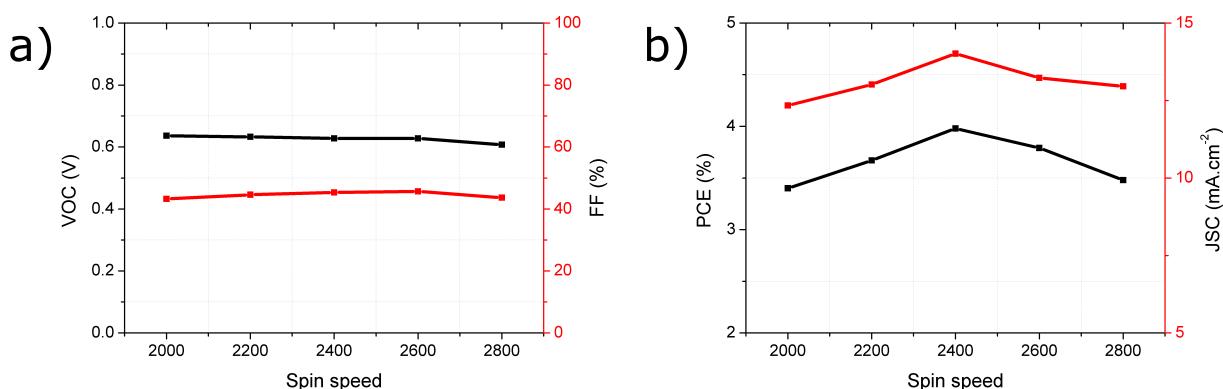 a)
1.0
0.8
0.6
0.4
0.2
0.0
VOC (V)
100
80
60
40
20
0
FF (%)
2000 2200 2400 2600 2800
Spin speed
b)
5
4
3
2
PCE (%)
15
10
5
JSC (mA.cm-2)
2000 2200 2400 2600 2800
Spin speed